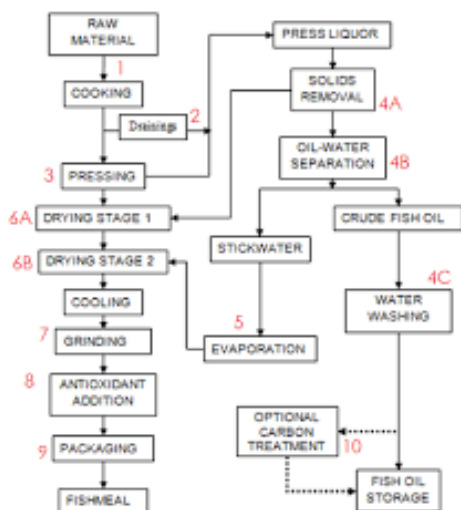 RAW
MATERIAL
1
COOKING
2
Drainings
3
PRESSING
6A
DRYING STAGE 1
6B
DRYING STAGE 2
COOLING
7
GRINDING
8
ANTIOXIDANT
ADDITION
9
PACKAGING
FISHMEAL
PRESS LIQUOR
SOLIDS
REMOVAL
4A
OIL-WATER
SEPARATION
4B
STICKWATER
CRUDE FISH OIL
4C
5
EVAPORATION
WATER
WASHING
OPTIONAL
CARBON
TREATMENT
10
FISH OIL
STORAGE